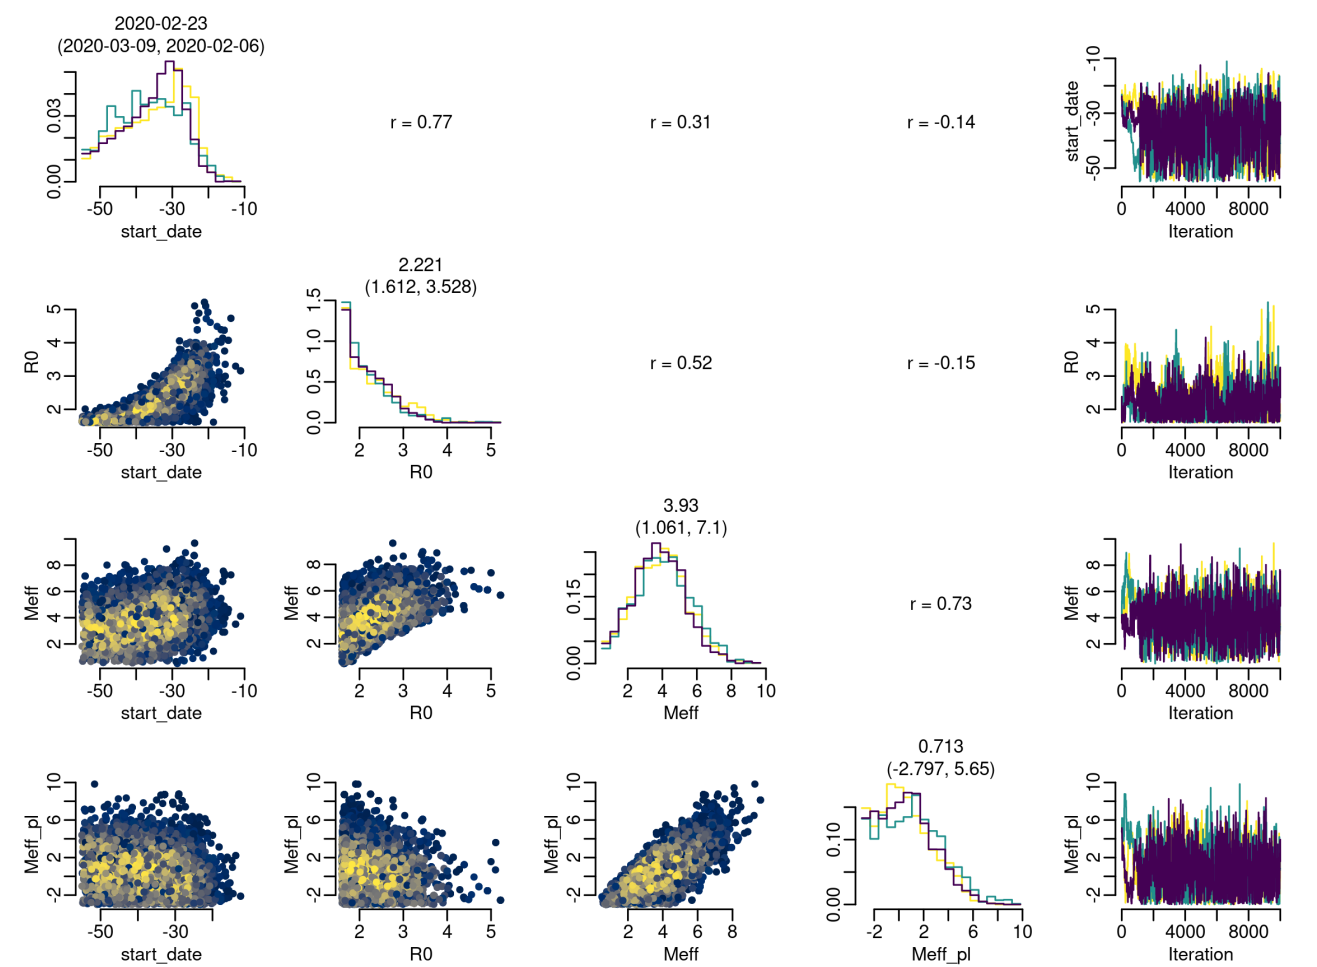 2020-02-23
(2020-03-09, 2020-02-06)
0.00 0.03
-50 -30 -10
start_date
r = 0.77
r = 0.31
r = -0.14
start_date
-50 -30 -10
0 4000 8000
Iteration
R0
2 3 4 5
-50 -30 -10
start_date
2.221
(1.612, 3.528)
0.0 0.5 1.0 1.5
2 3 4 5
R0
r = 0.52
r = -0.15
R0
2 3 4 5
0 4000 8000
Iteration
Meff
2 4 6 8
-50 -30 -10
start_date
Meff
2 4 6 8
2 3 4 5
R0
3.93
(1.061, 7.1)
0.00 0.15
2 4 6 8 10
Meff
r = 0.73
Meff
2 4 6 8
0 4000 8000
Iteration
Meff_pl
-2 2 6 10
-50 -30 -10
start_date
Meff_pl
-2 2 6 10
2 3 4 5
R0
Meff_pl
-2 2 6 10
2 4 6 8
Meff
0.713
(-2.797, 5.65)
0.00 0.10
-2 2 6 10
Meff_pl
Meff_pl
-2 2 6 10
0 4000 8000
Iteration